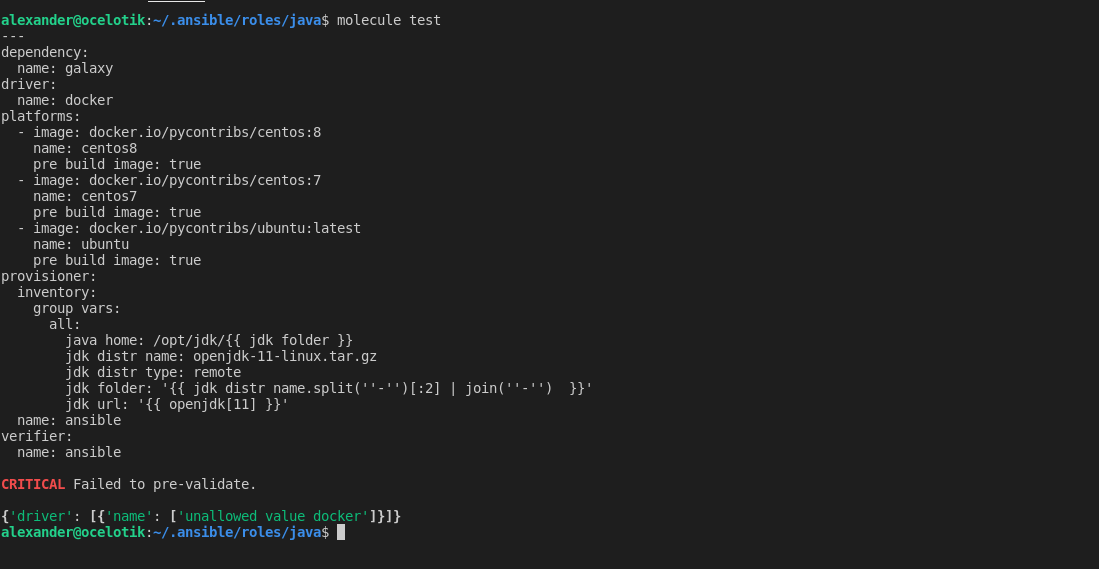 alexander@ocelotik:~/.ansible/roles/java$ molecule test
---
dependency:
  name: galaxy
driver:
  name: docker
platforms:
  - image: docker.io/pycontribs/centos:8
    name: centos8
    pre build image: true
  - image: docker.io/pycontribs/centos:7
    name: centos7
    pre build image: true
  - image: docker.io/pycontribs/ubuntu:latest
    name: ubuntu
    pre build image: true
provisioner:
  inventory:
    group vars:
      all:
        java home: /opt/jdk/{{ jdk folder }}
        jdk distr name: openjdk-11-linux.tar.gz
        jdk distr type: remote
        jdk folder: '{{ jdk distr name.split(''-'')[:2] | join(''-'')  }}'
        jdk url: '{{ openjdk[11] }}'
  name: ansible
verifier:
  name: ansible

CRITICAL Failed to pre-validate.

{'driver': [{'name': ['unallowed value docker']}]}
alexander@ocelotik:~/.ansible/roles/java$